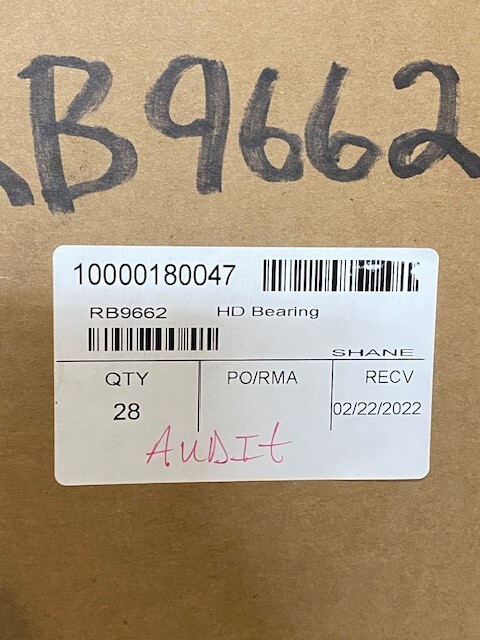 RB9662
10000180047
RB9662 HD Bearing
SHANE
QTY PO/RMA RECV
28 02/22/2022
AUDIt